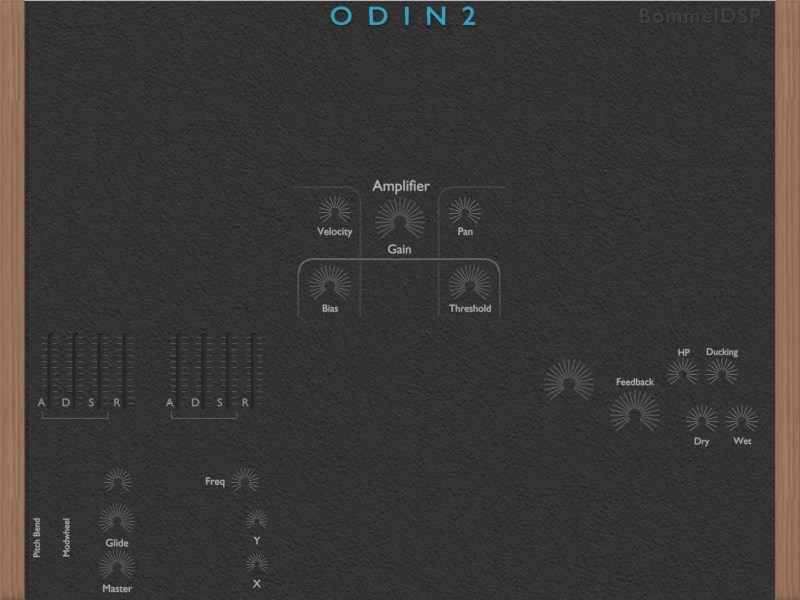 ODIN2
BommelDSP
Amplifier
Velocity
Pan
Gain
Bias
Threshold
HP Ducking
Feedback
A D S R
A D S R
Dry Wet
Freq
Pitch Bend
Modwheel
Glide
Y
Master
X